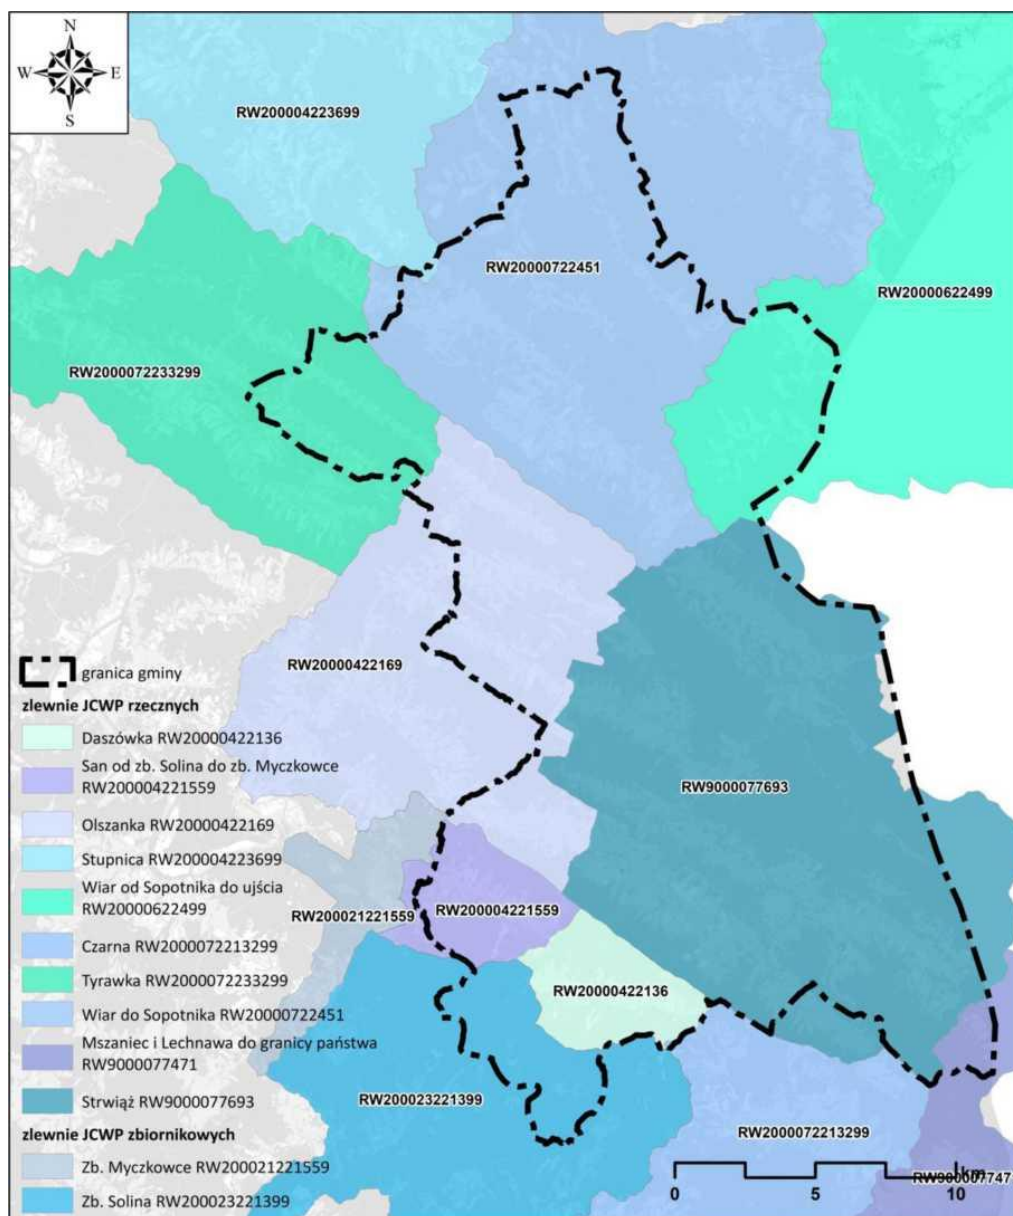 N
W E
S
RW200004223699
RW20000722451
RW20000622499
RW2000072233299
RW20000422169
RW9000077693
RW200021221559
RW200004221559
RW20000422136
RW200023221399
RW2000072213299
RW900007747
granica gminy
zlewnie JCWP rzecznych
Daszówka RW20000422136
San od zb. Solina do zb. Myczkowce
RW200004221559
Olszanka RW20000422169
Stupnica RW200004223699
Wiar od Sopotnika do ujścia
RW20000622499
Czarna RW2000072213299
Tyrawka RW2000072233299
Wiar do Sopotnika RW20000722451
Mszaniec i Lechnawa do granicy państwa
RW9000077471
Strwiąż RW9000077693
zlewnie JCWP zbiornikowych
Zb. Myczkowce RW200021221559
Zb. Solina RW200023221399
km
0 5 10